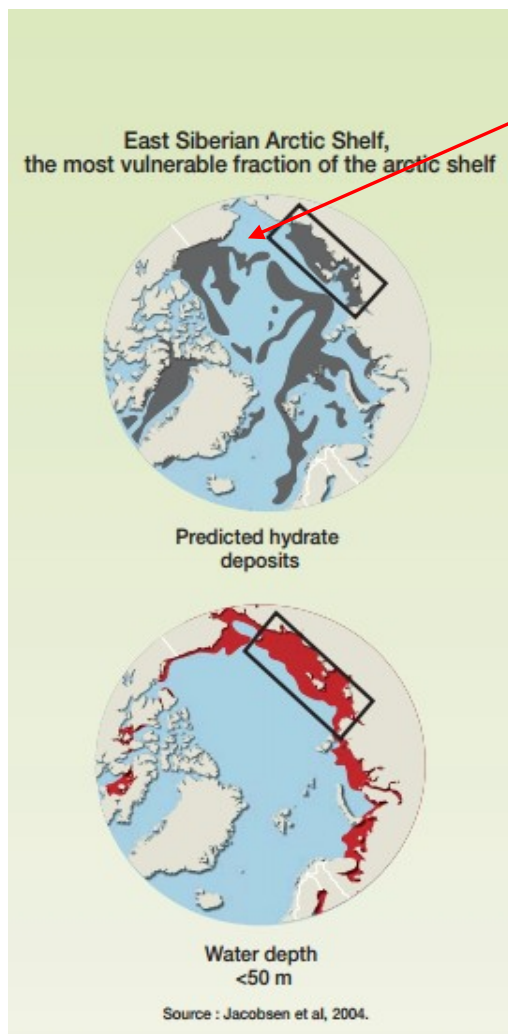 East Siberian Arctic Shelf,
the most vulnerable fraction of the arctic shelf
Predicted hydrate
deposits
Water depth
<50 m
Source : Jacobsen et al, 2004.